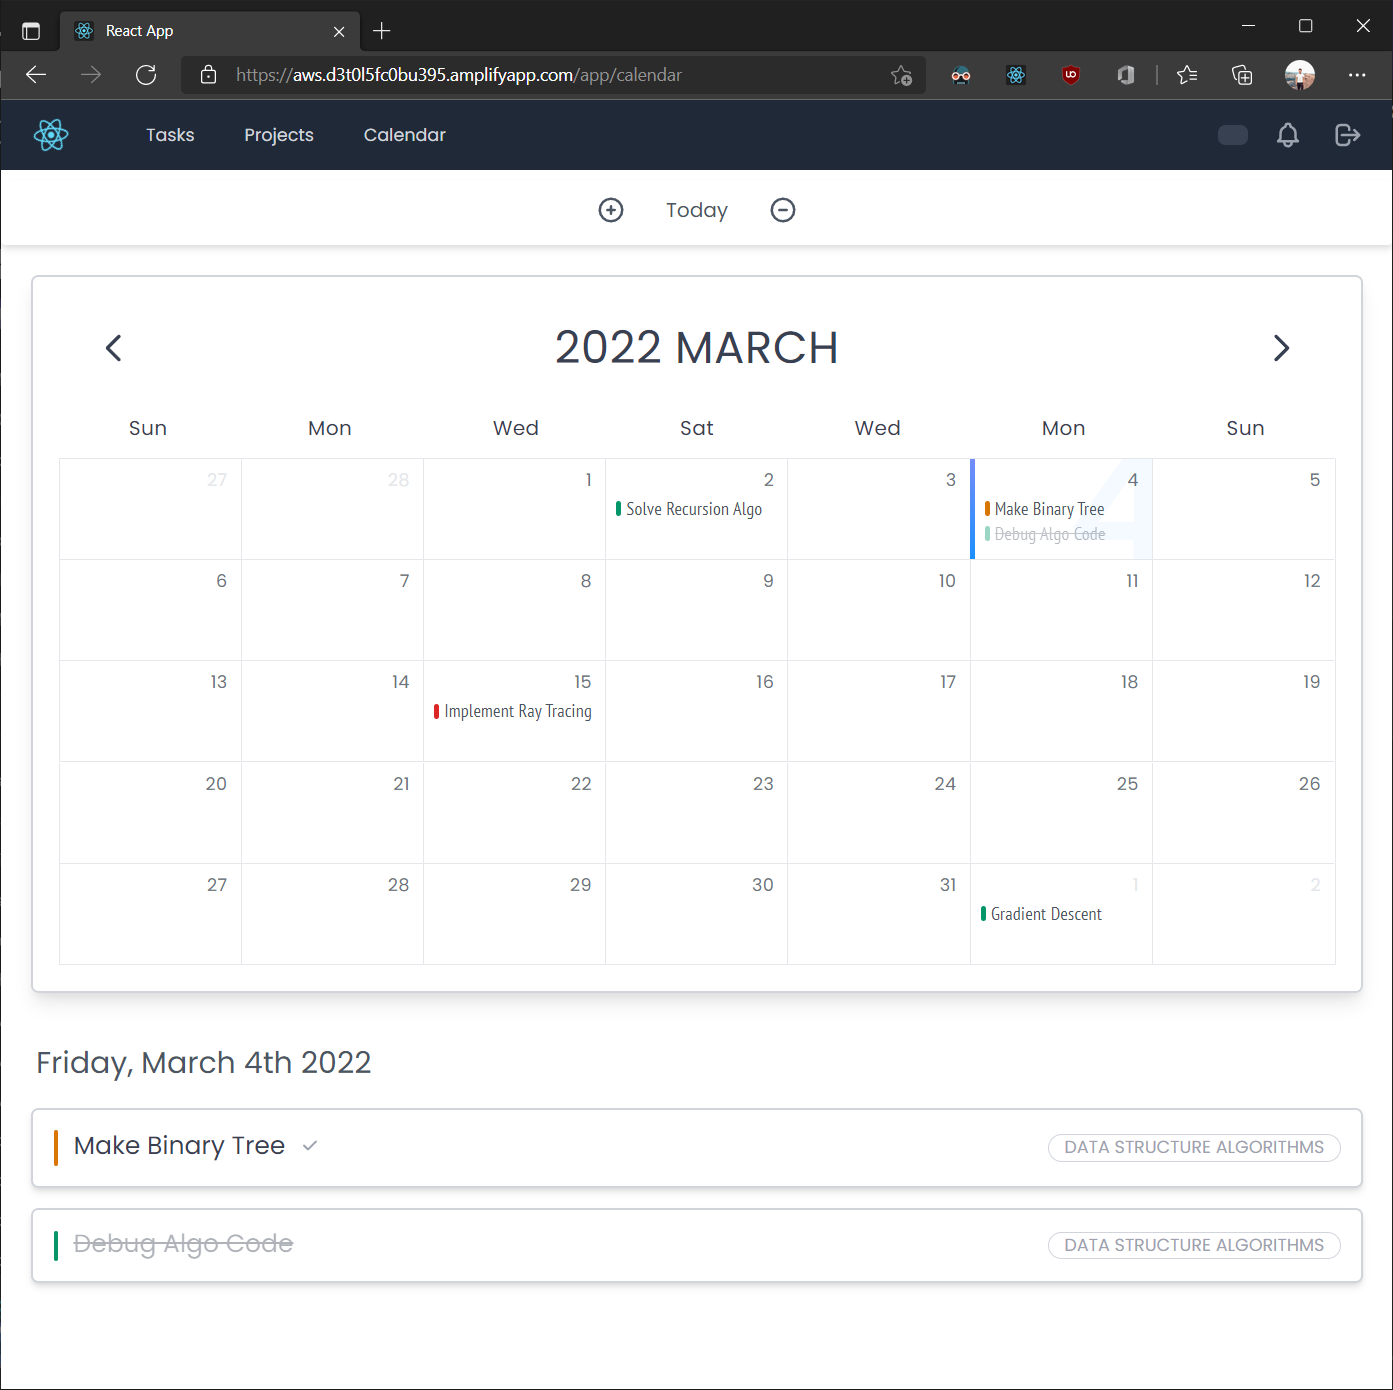 React App
https://aws.d3t0l5fc0bu395.amplifyapp.com/app/calendar
Tasks Projects Calendar
Today
2022 MARCH
Sun Mon Wed Sat Wed Mon Sun
27 28 1 2 3 4 5
4
Solve Recursion Algo Make Binary Tree
Debug Algo Code
6 7 8 9 10 11 12
13 14 15 16 17 18 19
Implement Ray Tracing
20 21 22 23 24 25 26
27 28 29 30 31 1 2
Gradient Descent
Friday, March 4th 2022
Make Binary Tree DATA STRUCTURE ALGORITHMS
Debug Algo Code DATA STRUCTURE ALGORITHMS